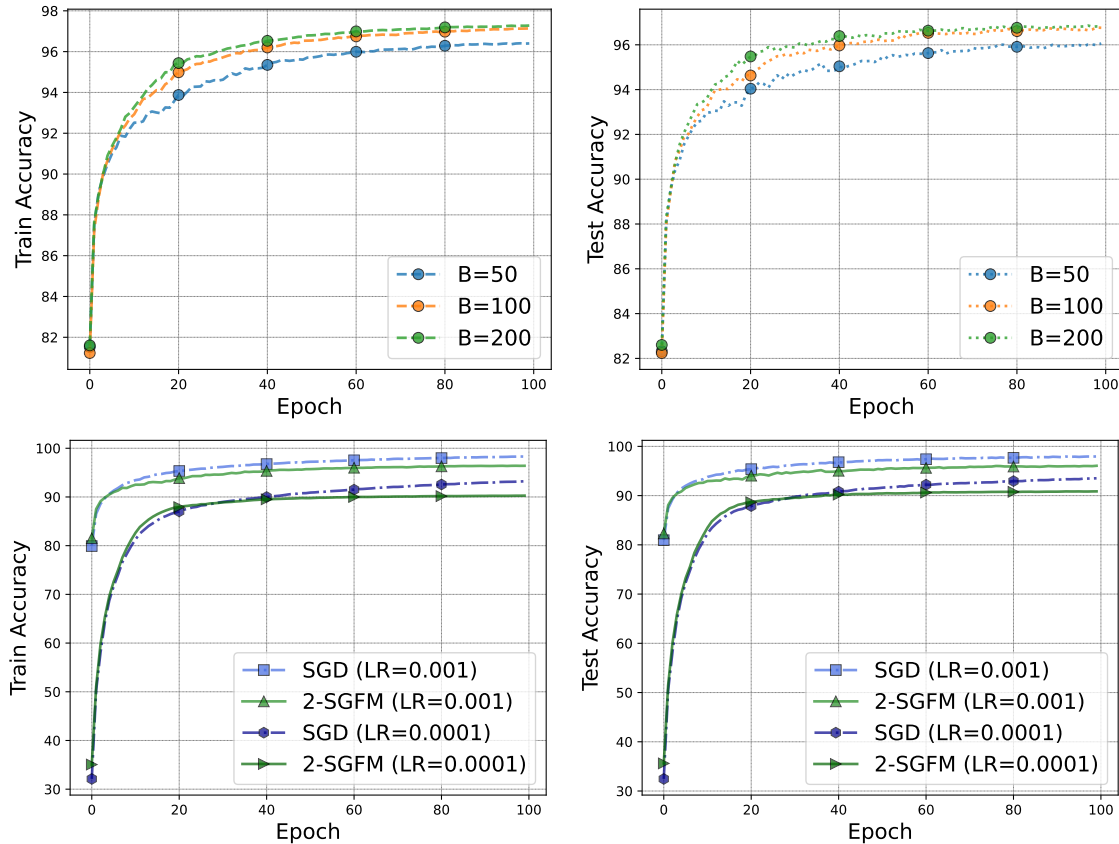 98
96
94
92
90
88
86
84
82
Train Accuracy
0
20
40
60
80
100
Epoch
B=50
B=100
B=200
96
94
92
90
88
86
84
82
Test Accuracy
0
20
40
60
80
100
Epoch
B=50
B=100
B=200
100
90
80
70
60
50
40
30
Train Accuracy
0
20
40
60
80
100
Epoch
SGD (LR=0.001)
2-SGFM (LR=0.001)
SGD (LR=0.0001)
2-SGFM (LR=0.0001)
100
90
80
70
60
50
40
30
Test Accuracy
0
20
40
60
80
100
Epoch
SGD (LR=0.001)
2-SGFM (LR=0.001)
SGD (LR=0.0001)
2-SGFM (LR=0.0001)